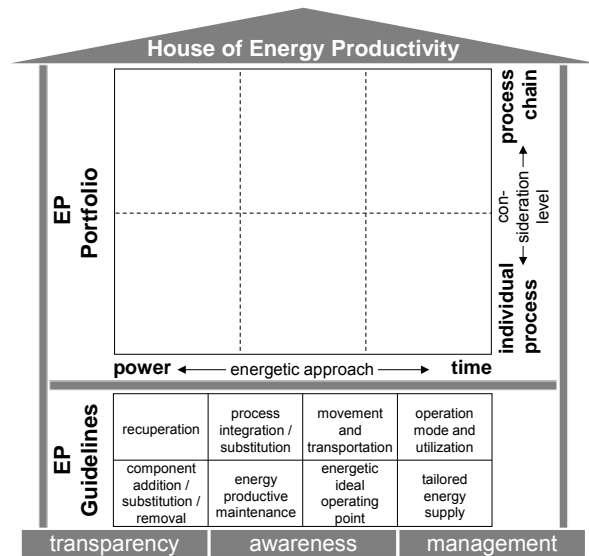 House of Energy Productivity
EP
Portfolio
process
chain
con-
sideration
level
individual
process
power
energetic approach
time
EP
Guidelines
recuperation
process
integration /
substitution
movement
and
transportation
operation
mode and
utilization
component
addition /
substitution /
removal
energy
productive
maintenance
energetic
ideal
operating
point
tailored
energy
supply
transparency
awareness
management